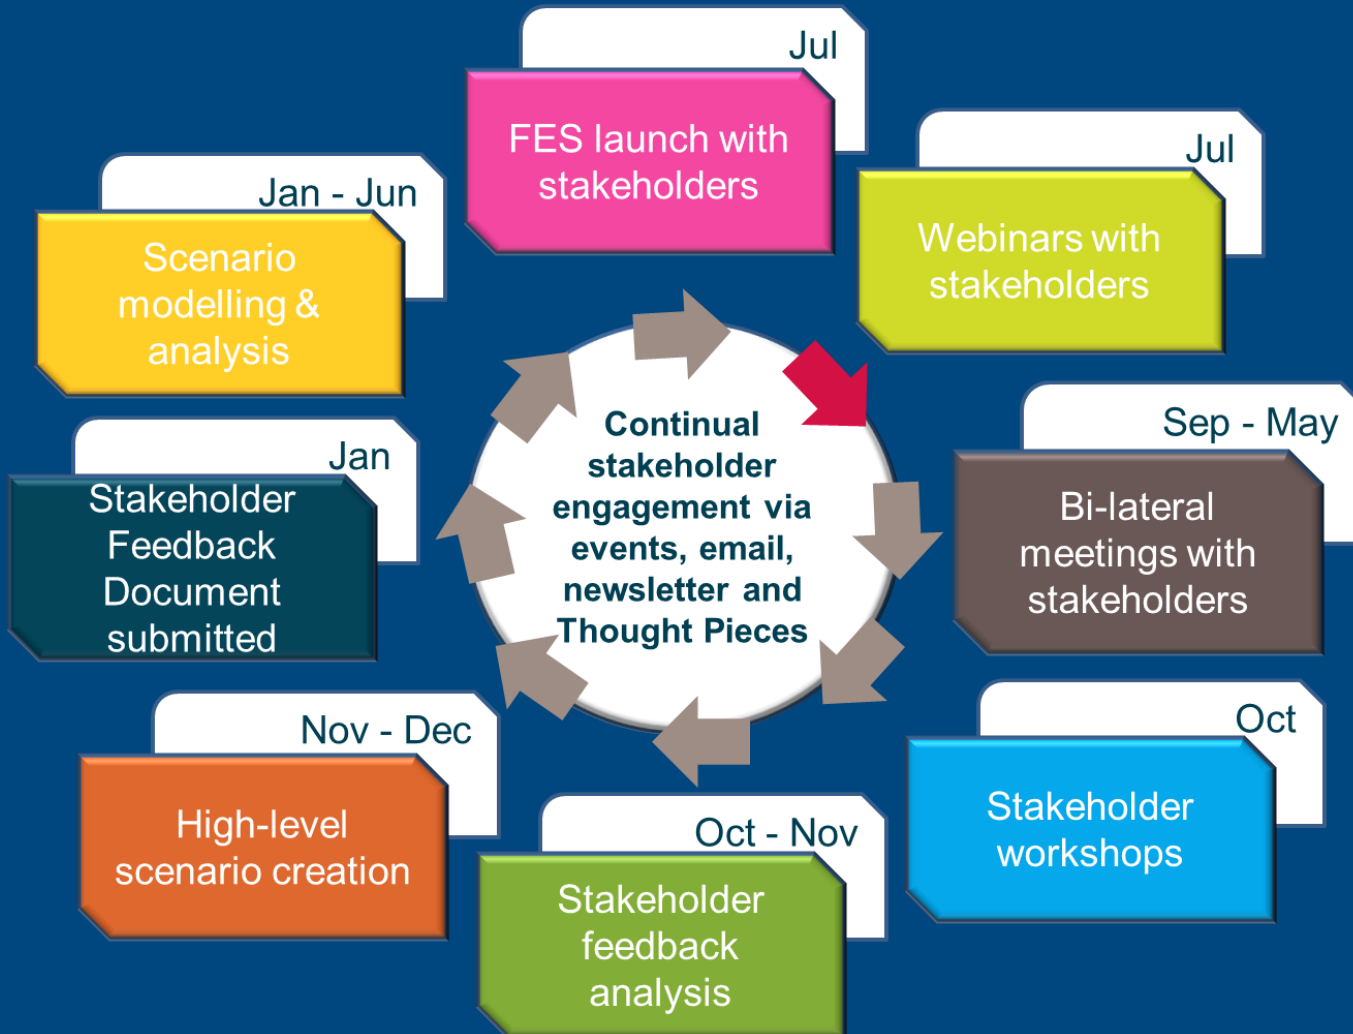 Jul
FES launch with
stakeholders
Jul
Webinars with
stakeholders
Sep - May
Bi-lateral
meetings with
stakeholders
Oct
Stakeholder
workshops
Oct - Nov
Stakeholder
feedback
analysis
Nov - Dec
High-level
scenario creation
Jan
Stakeholder
Feedback
Document
submitted
Jan - Jun
Scenario
modelling &
analysis
Continual
stakeholder
engagement via
events, email,
newsletter and
Thought Pieces